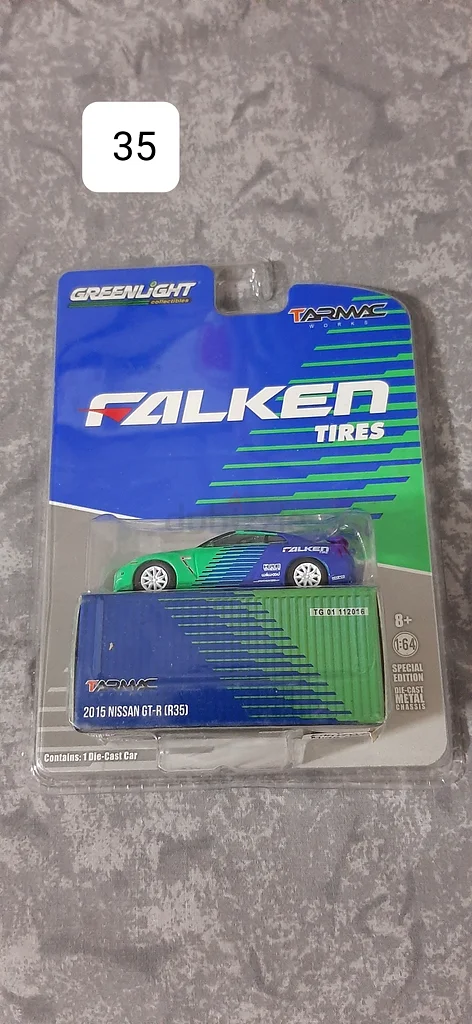 35
GREENLiGHT
collectibles
TARMAC
WORKS
FALKEN
TIRES
FALKEN
TG 01 112016
8+
1:64
SPECIAL
EDITION
DIE-CAST
METAL
CHASSIS
TARMAC
2015 NISSAN GT-R (R35)
Contains: 1 Die-Cast Car